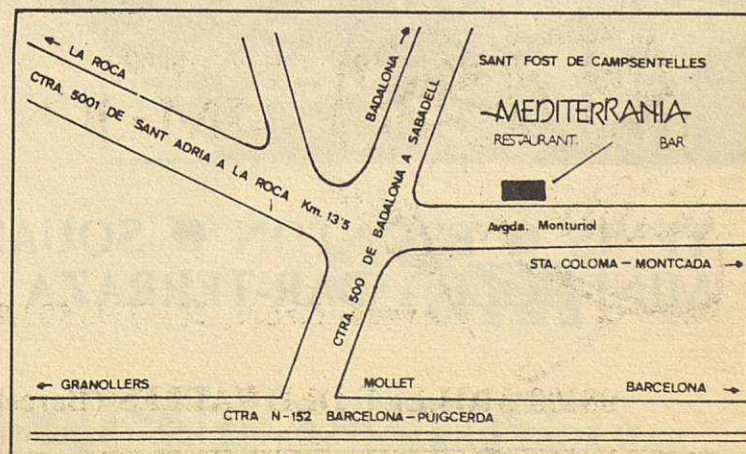 ← LA ROCA
CTRA. 5001 DE SANT ADRIA A LA ROCA Km. 13'5
BADALONA →
CTRA. 500 DE BADALONA A SABADELL
SANT FOST DE CAMPSENTELLES
MEDITERRANIA
RESTAURANT. BAR
Avgda. Monturiol
STA. COLOMA – MONTCADA →
← GRANOLLERS
MOLLET
BARCELONA →
CTRA N-152 BARCELONA – PUIGCERDA